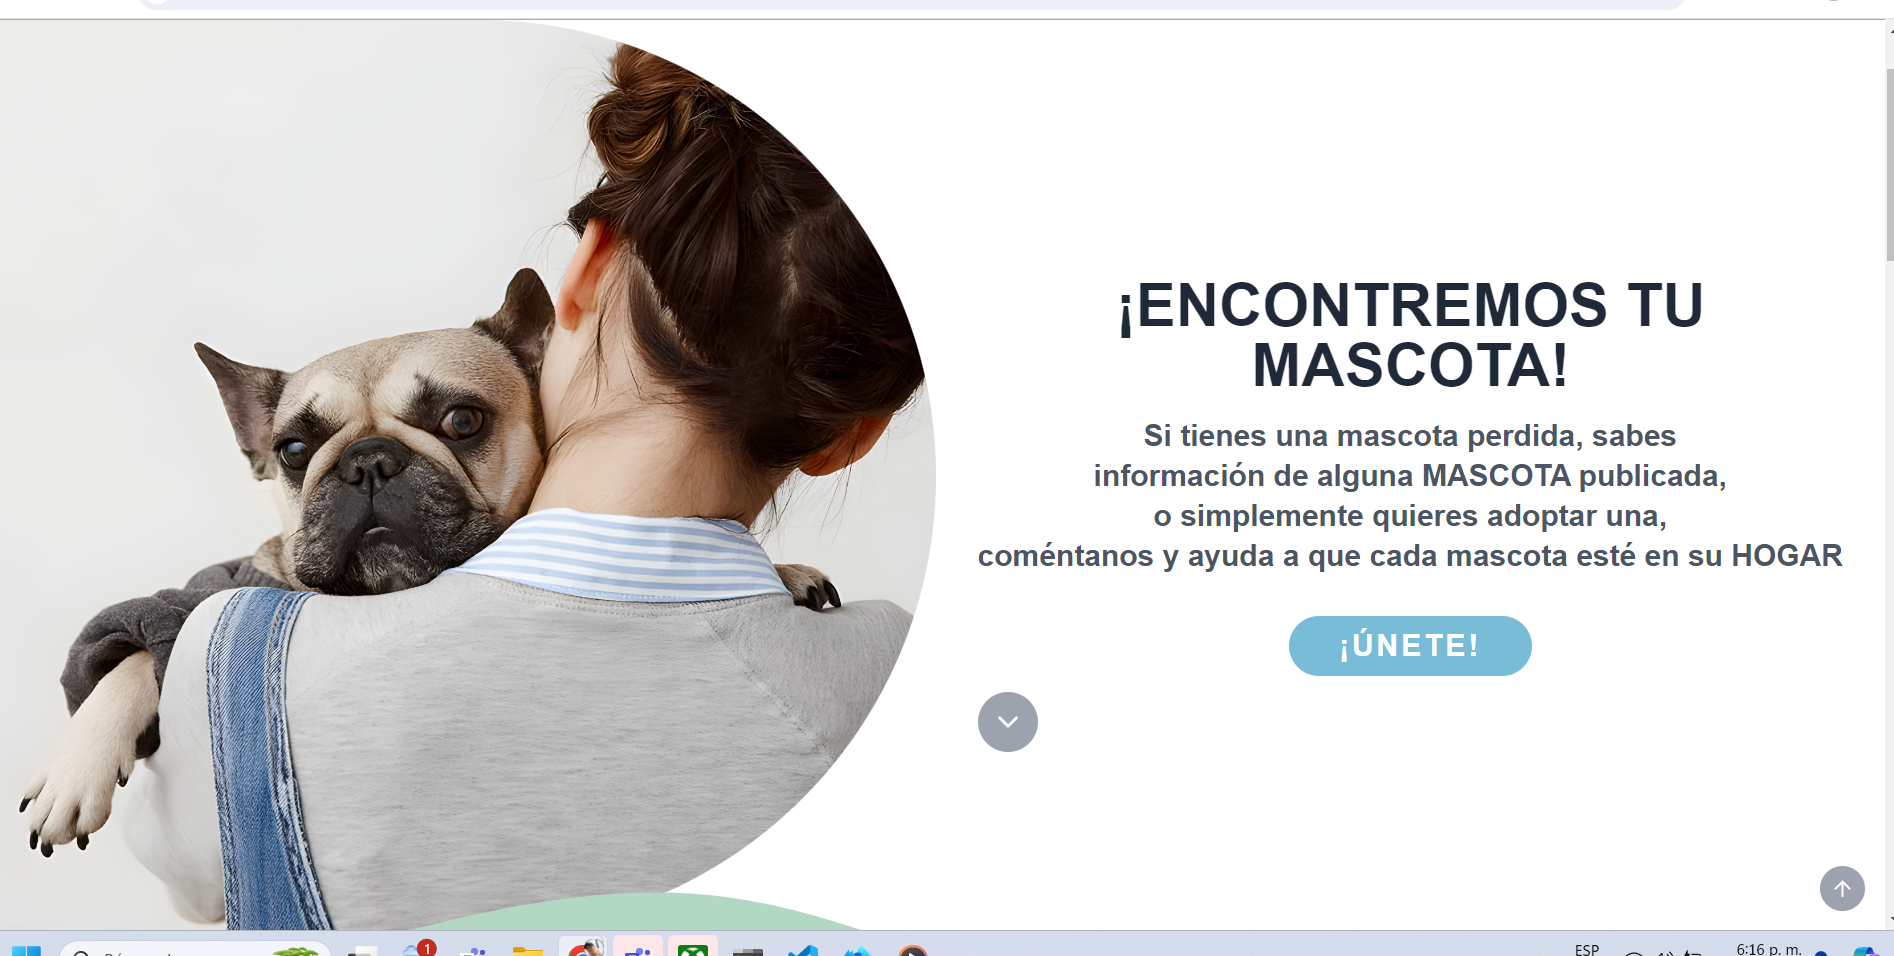 ¡ENCONTREMOS TU
MASCOTA!
Si tienes una mascota perdida, sabes
información de alguna MASCOTA publicada,
o simplemente quieres adoptar una,
coméntanos y ayuda a que cada mascota esté en su HOGAR
¡ÚNETE!
1
ESP
6:16 p. m.